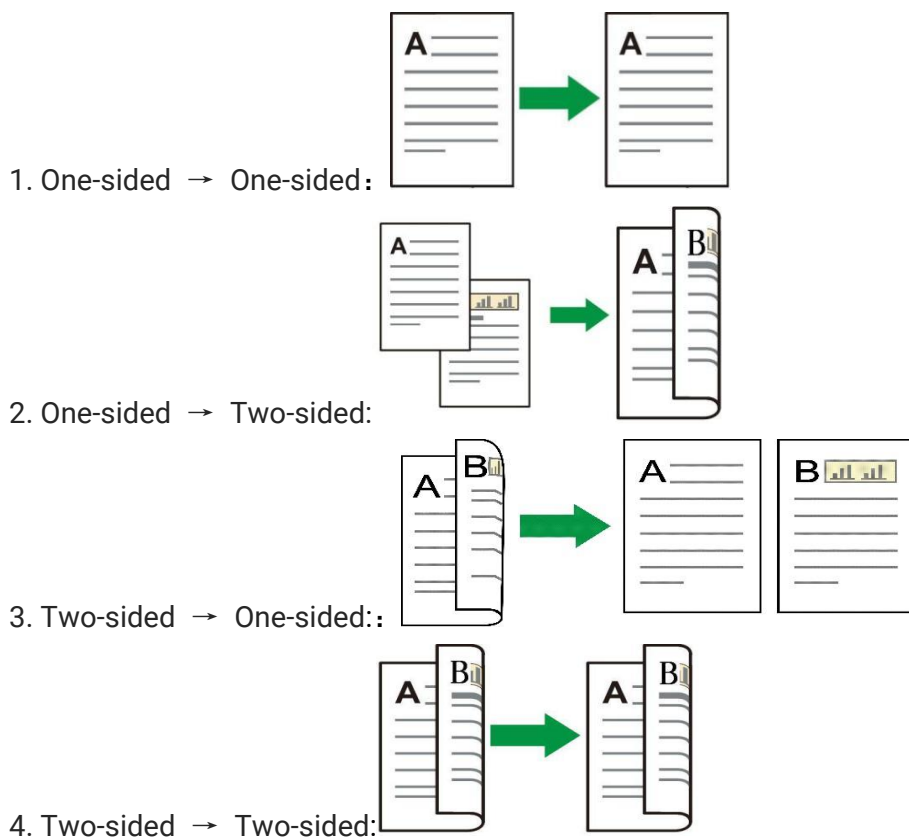 A A
1. One-sided → One-sided：
A A B
2. One-sided → Two-sided:
A B A B
3. Two-sided → One-sided:：
A B A B
4. Two-sided → Two-sided: